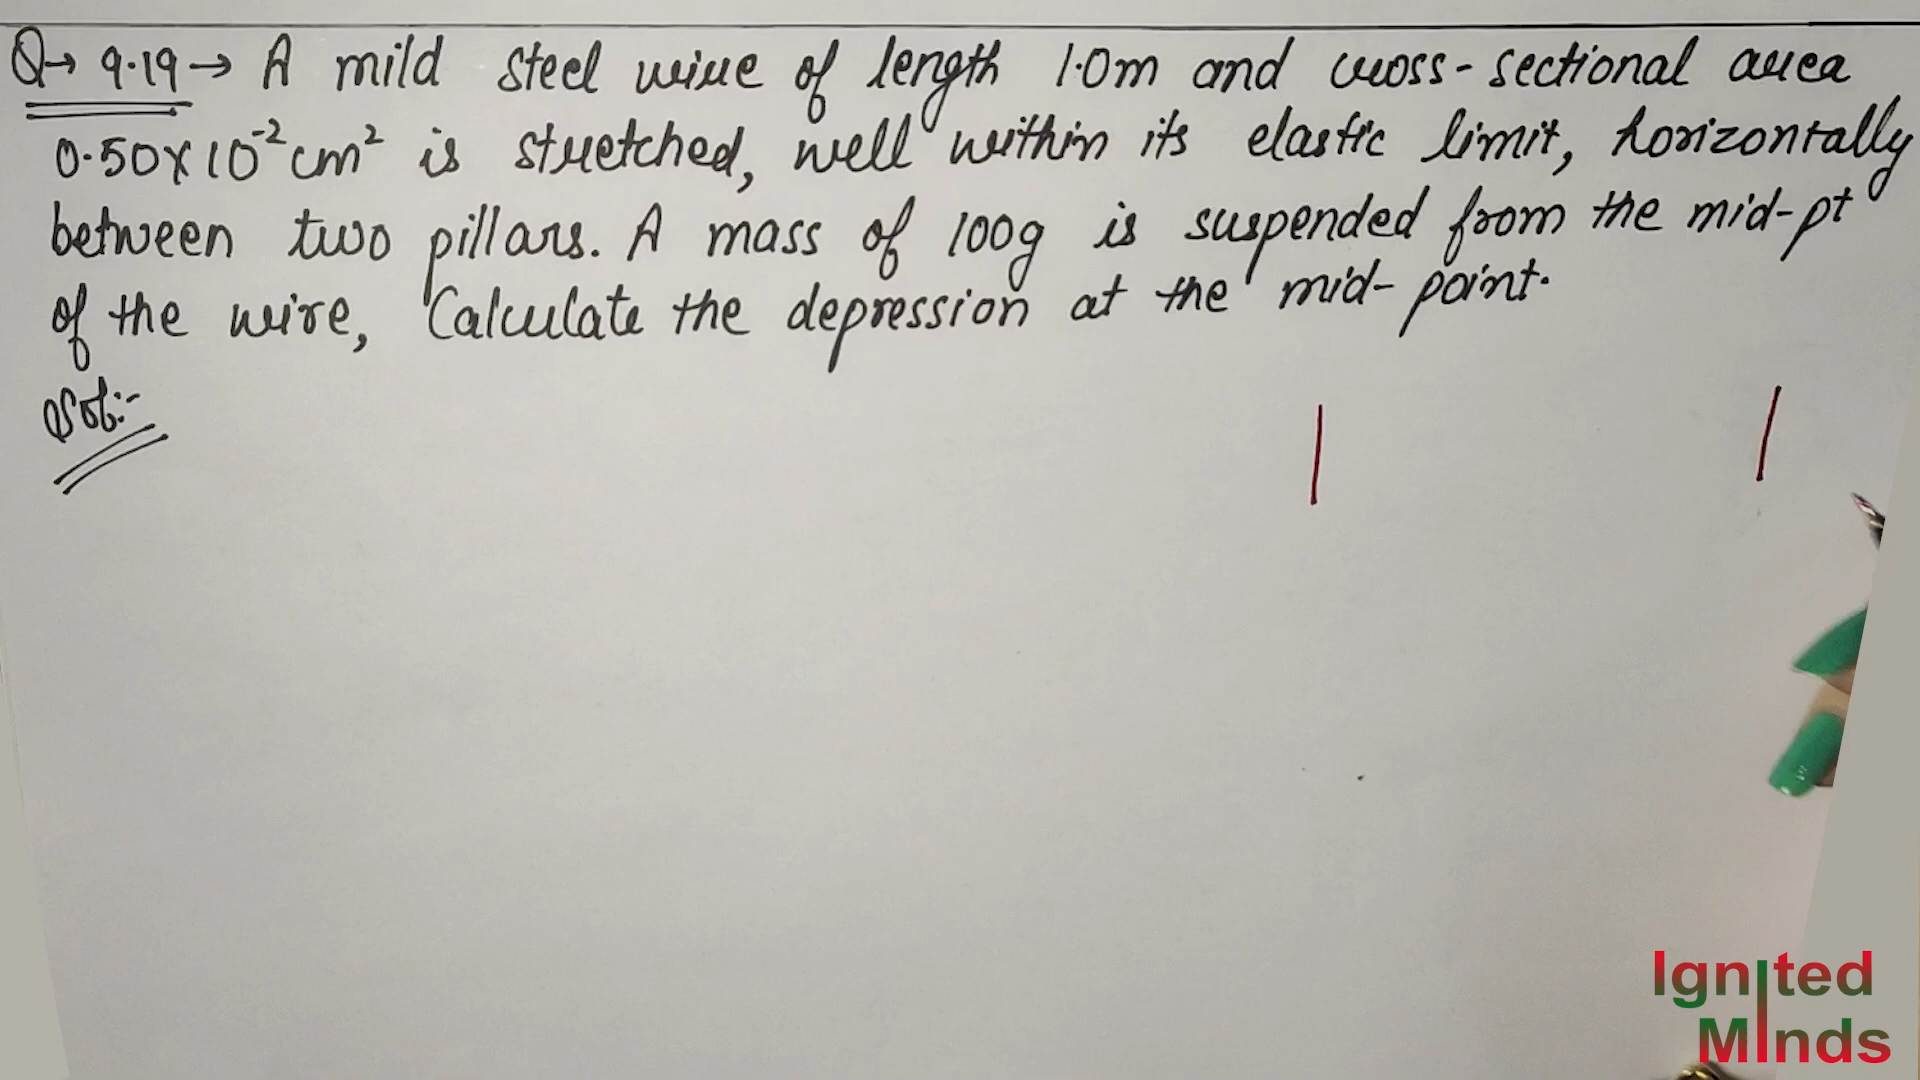 Q→ 9.19 → A mild steel wire of length 1.0m and cross-sectional area
0.50×10⁻² cm² is stretched, well within its elastic limit, horizontally
between two pillars. A mass of 100g is suspended from the mid-pt
of the wire, Calculate the depression at the mid-point.
Sol:-
Ignited
Minds